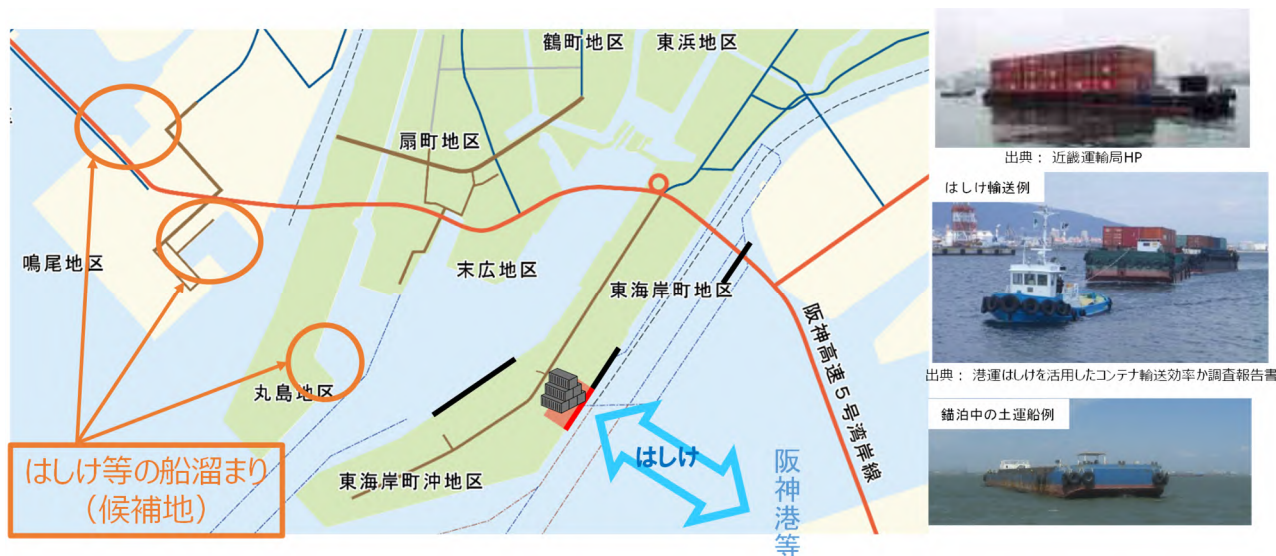 鶴町地区
東浜地区
扇町地区
鳴尾地区
末広地区
東海岸町地区
阪神高速5号湾岸線
丸島地区
東海岸町沖地区
はしけ
阪神港等
はしけ等の船溜まり
（候補地）
出典： 近畿運輸局HP
はしけ輸送例
出典： 港運はしけを活用したコンテナ輸送効率か調査報告書
錨泊中の土運船例